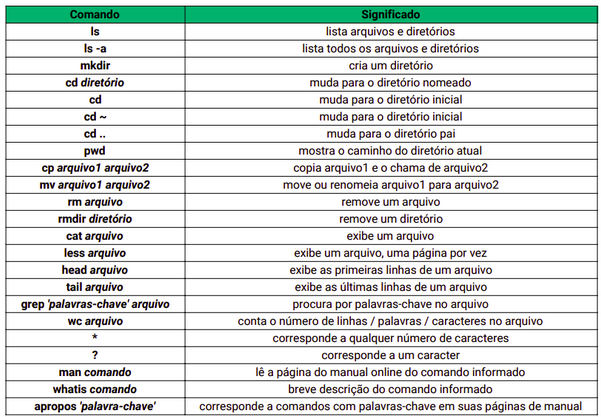 Comando Significado
ls lista arquivos e diretórios
ls -a lista todos os arquivos e diretórios
mkdir cria um diretório
cd diretório muda para o diretório nomeado
cd muda para o diretório inicial
cd ~ muda para o diretório inicial
cd .. muda para o diretório pai
pwd mostra o caminho do diretório atual
cp arquivo1 arquivo2 copia arquivo1 e o chama de arquivo2
mv arquivo1 arquivo2 move ou renomeia arquivo1 para arquivo2
rm arquivo remove um arquivo
rmdir diretório remove um diretório
cat arquivo exibe um arquivo
less arquivo exibe um arquivo, uma página por vez
head arquivo exibe as primeiras linhas de um arquivo
tail arquivo exibe as últimas linhas de um arquivo
grep 'palavras-chave' arquivo procura por palavras-chave no arquivo
wc arquivo conta o número de linhas / palavras / caracteres no arquivo
* corresponde a qualquer número de caracteres
? corresponde a um caracter
man comando lê a página do manual online do comando informado
whatis comando breve descrição do comando informado
apropos 'palavra-chave' corresponde a comandos com palavras-chave em suas páginas de manual